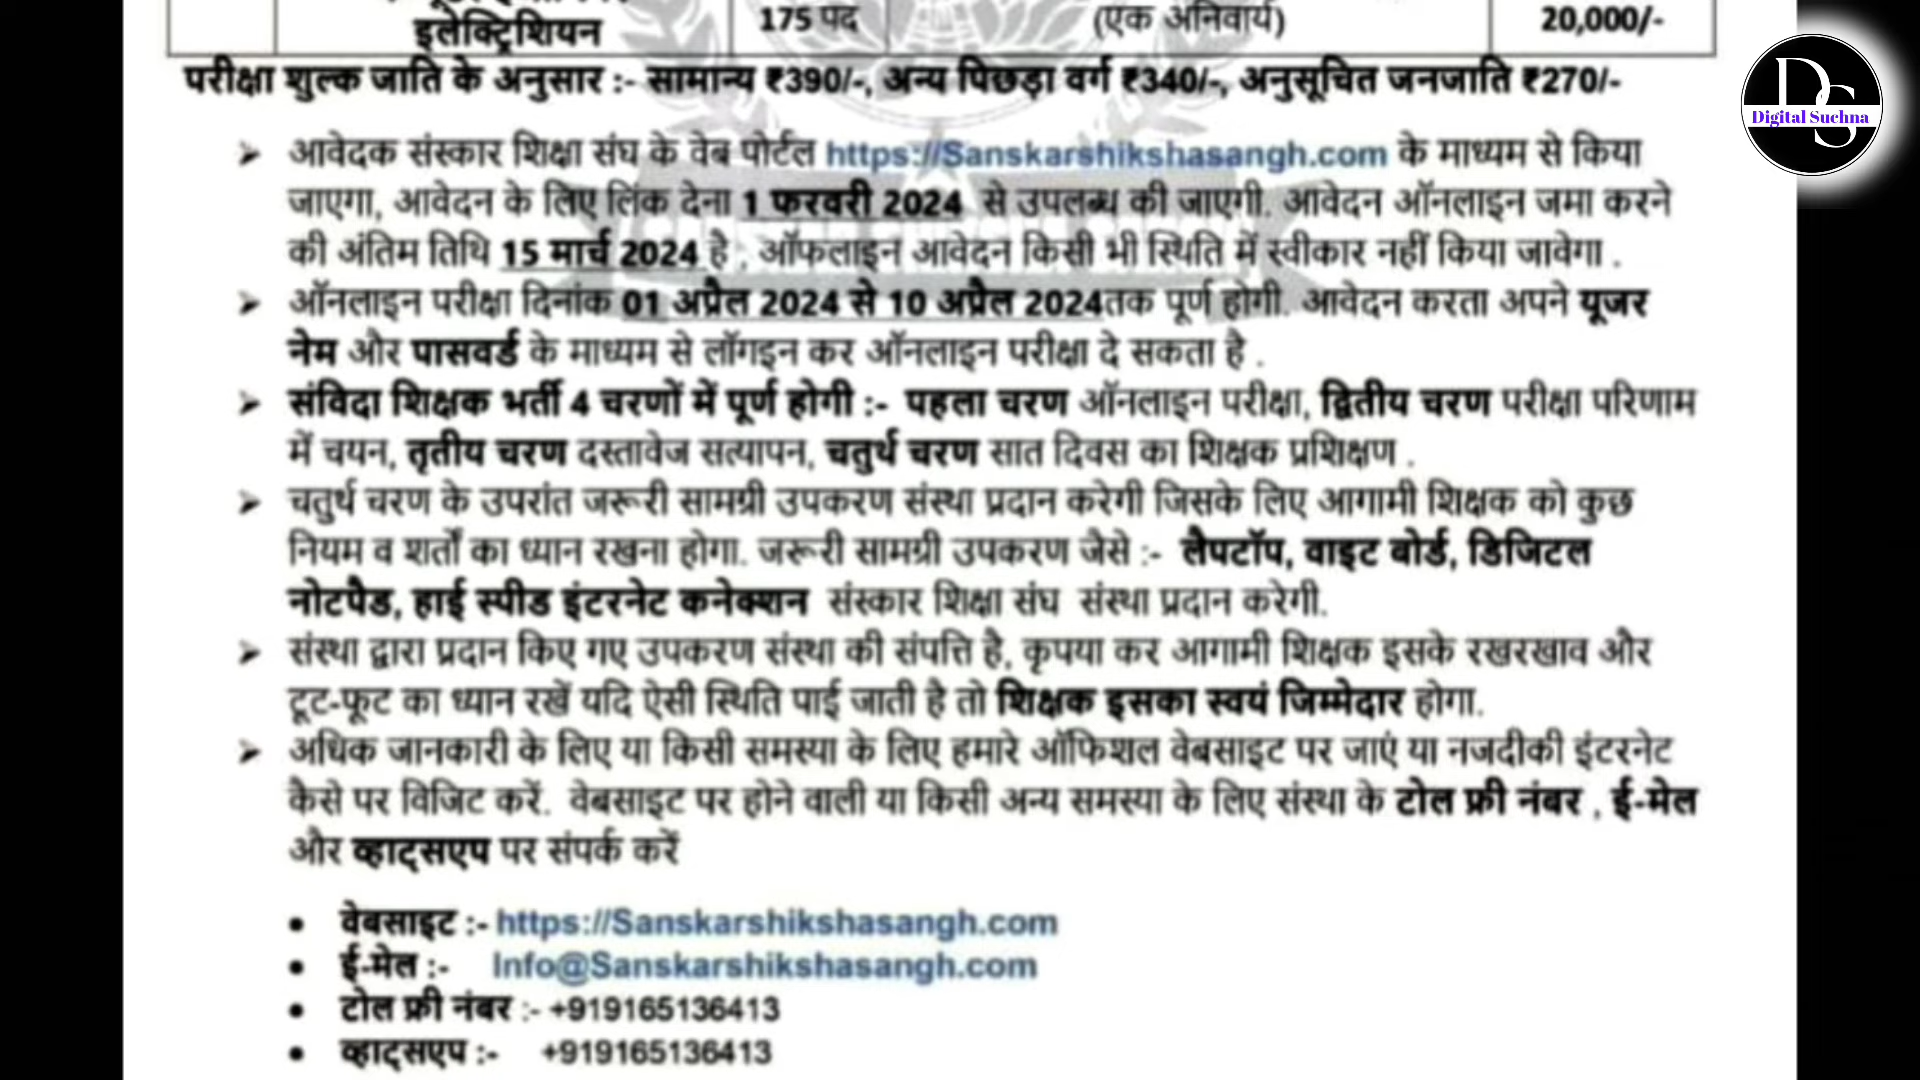 इलेक्ट्रिशियन
175 पद
(एक अनिवार्य)
20,000/-
परीक्षा शुल्क जाति के अनुसार :- सामान्य ₹390/-, अन्य पिछड़ा वर्ग ₹340/-, अनुसूचित जनजाति ₹270/-
DS
Digital Suchna
➢ आवेदक संस्कार शिक्षा संघ के वेब पोर्टल https://Sanskarshikshasangh.com के माध्यम से किया
जाएगा, आवेदन के लिए लिंक देना 1 फरवरी 2024 से उपलब्ध की जाएगी. आवेदन ऑनलाइन जमा करने
की अंतिम तिथि 15 मार्च 2024 है , ऑफलाइन आवेदन किसी भी स्थिति में स्वीकार नहीं किया जावेगा .
➢ ऑनलाइन परीक्षा दिनांक 01 अप्रैल 2024 से 10 अप्रैल 2024तक पूर्ण होगी. आवेदन करता अपने यूजर
नेम और पासवर्ड के माध्यम से लॉगइन कर ऑनलाइन परीक्षा दे सकता है .
➢ संविदा शिक्षक भर्ती 4 चरणों में पूर्ण होगी :- पहला चरण ऑनलाइन परीक्षा, द्वितीय चरण परीक्षा परिणाम
में चयन, तृतीय चरण दस्तावेज सत्यापन, चतुर्थ चरण सात दिवस का शिक्षक प्रशिक्षण .
➢ चतुर्थ चरण के उपरांत जरूरी सामग्री उपकरण संस्था प्रदान करेगी जिसके लिए आगामी शिक्षक को कुछ
नियम व शर्तों का ध्यान रखना होगा. जरूरी सामग्री उपकरण जैसे :- लैपटॉप, वाइट बोर्ड, डिजिटल
नोटपैड, हाई स्पीड इंटरनेट कनेक्शन संस्कार शिक्षा संघ संस्था प्रदान करेगी.
➢ संस्था द्वारा प्रदान किए गए उपकरण संस्था की संपत्ति है, कृपया कर आगामी शिक्षक इसके रखरखाव और
टूट-फूट का ध्यान रखें यदि ऐसी स्थिति पाई जाती है तो शिक्षक इसका स्वयं जिम्मेदार होगा.
➢ अधिक जानकारी के लिए या किसी समस्या के लिए हमारे ऑफिशल वेबसाइट पर जाएं या नजदीकी इंटरनेट
कैसे पर विजिट करें. वेबसाइट पर होने वाली या किसी अन्य समस्या के लिए संस्था के टोल फ्री नंबर , ई-मेल
और व्हाट्सएप पर संपर्क करें
• वेबसाइट :- https://Sanskarshikshasangh.com
• ई-मेल :- Info@Sanskarshikshasangh.com
• टोल फ्री नंबर :- +919165136413
• व्हाट्सएप :- +919165136413